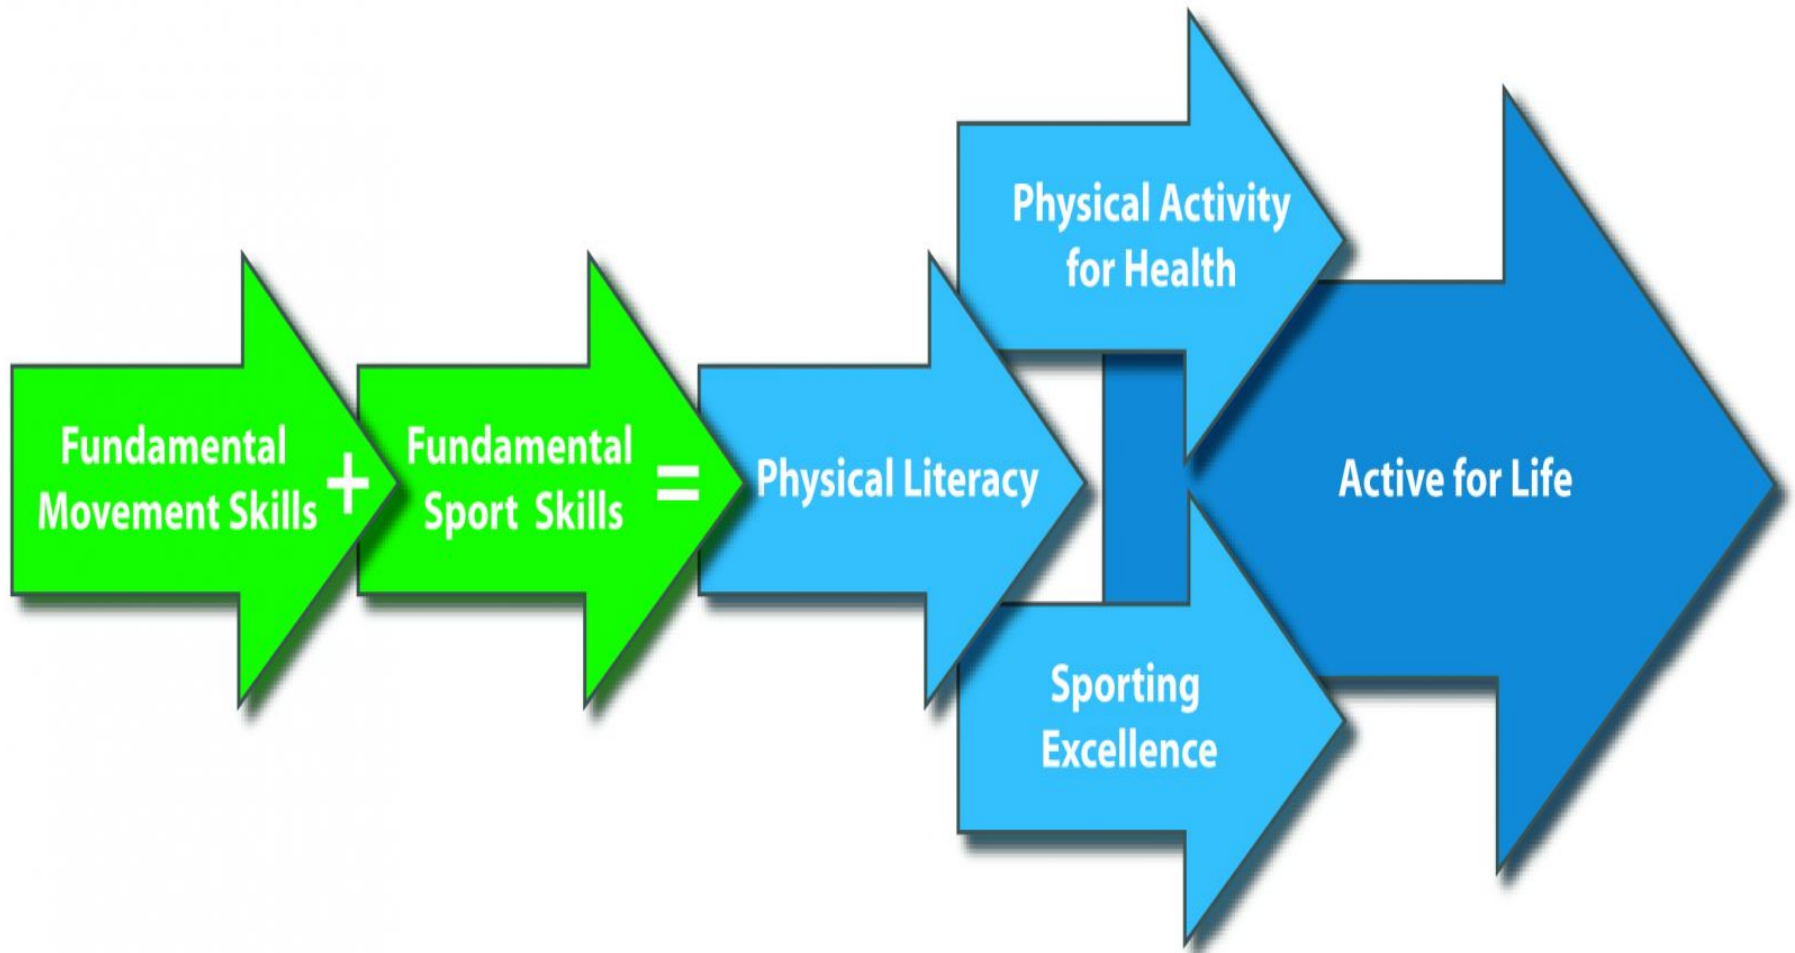 Fundamental
Movement Skills
+
Fundamental
Sport Skills
=
Physical Literacy
Physical Activity
for Health
Sporting
Excellence
Active for Life